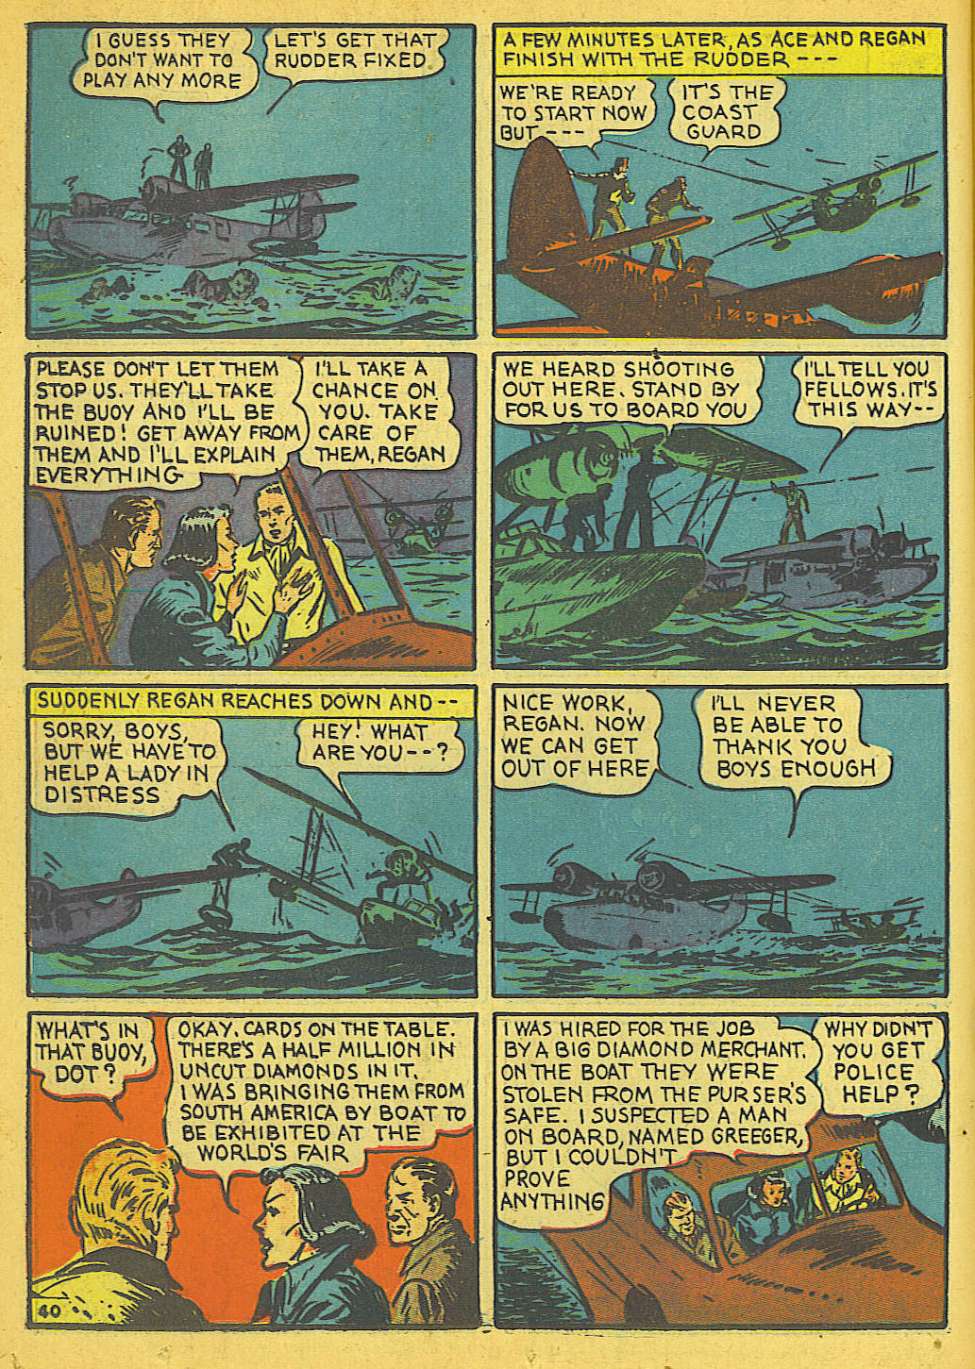 I GUESS THEY
DON'T WANT TO
PLAY ANY MORE
LET'S GET THAT
RUDDER FIXED
A FEW MINUTES LATER, AS ACE AND REGAN
FINISH WITH THE RUDDER ---
WE'RE READY
TO START NOW
BUT ---
IT'S THE
COAST
GUARD
PLEASE DON'T LET THEM
STOP US. THEY'LL TAKE
THE BUOY AND I'LL BE
RUINED! GET AWAY FROM
THEM AND I'LL EXPLAIN
EVERYTHING
I'LL TAKE A
CHANCE ON
YOU. TAKE
CARE OF
THEM, REGAN
WE HEARD SHOOTING
OUT HERE. STAND BY
FOR US TO BOARD YOU
I'LL TELL YOU
FELLOWS. IT'S
THIS WAY--
SUDDENLY REGAN REACHES DOWN AND--
SORRY, BOYS,
BUT WE HAVE TO
HELP A LADY IN
DISTRESS
HEY! WHAT
ARE YOU--?
NICE WORK,
REGAN. NOW
WE CAN GET
OUT OF HERE
I'LL NEVER
BE ABLE TO
THANK YOU
BOYS ENOUGH
WHAT'S IN
THAT BUOY,
DOT?
OKAY. CARDS ON THE TABLE.
THERE'S A HALF MILLION IN
UNCUT DIAMONDS IN IT.
I WAS BRINGING THEM FROM
SOUTH AMERICA BY BOAT TO
BE EXHIBITED AT THE
WORLD'S FAIR
40
I WAS HIRED FOR THE JOB
BY A BIG DIAMOND MERCHANT.
ON THE BOAT THEY WERE
STOLEN FROM THE PURSER'S
SAFE. I SUSPECTED A MAN
ON BOARD, NAMED GREEGER,
BUT I COULDN'T
PROVE
ANYTHING
WHY DIDN'T
YOU GET
POLICE
HELP?